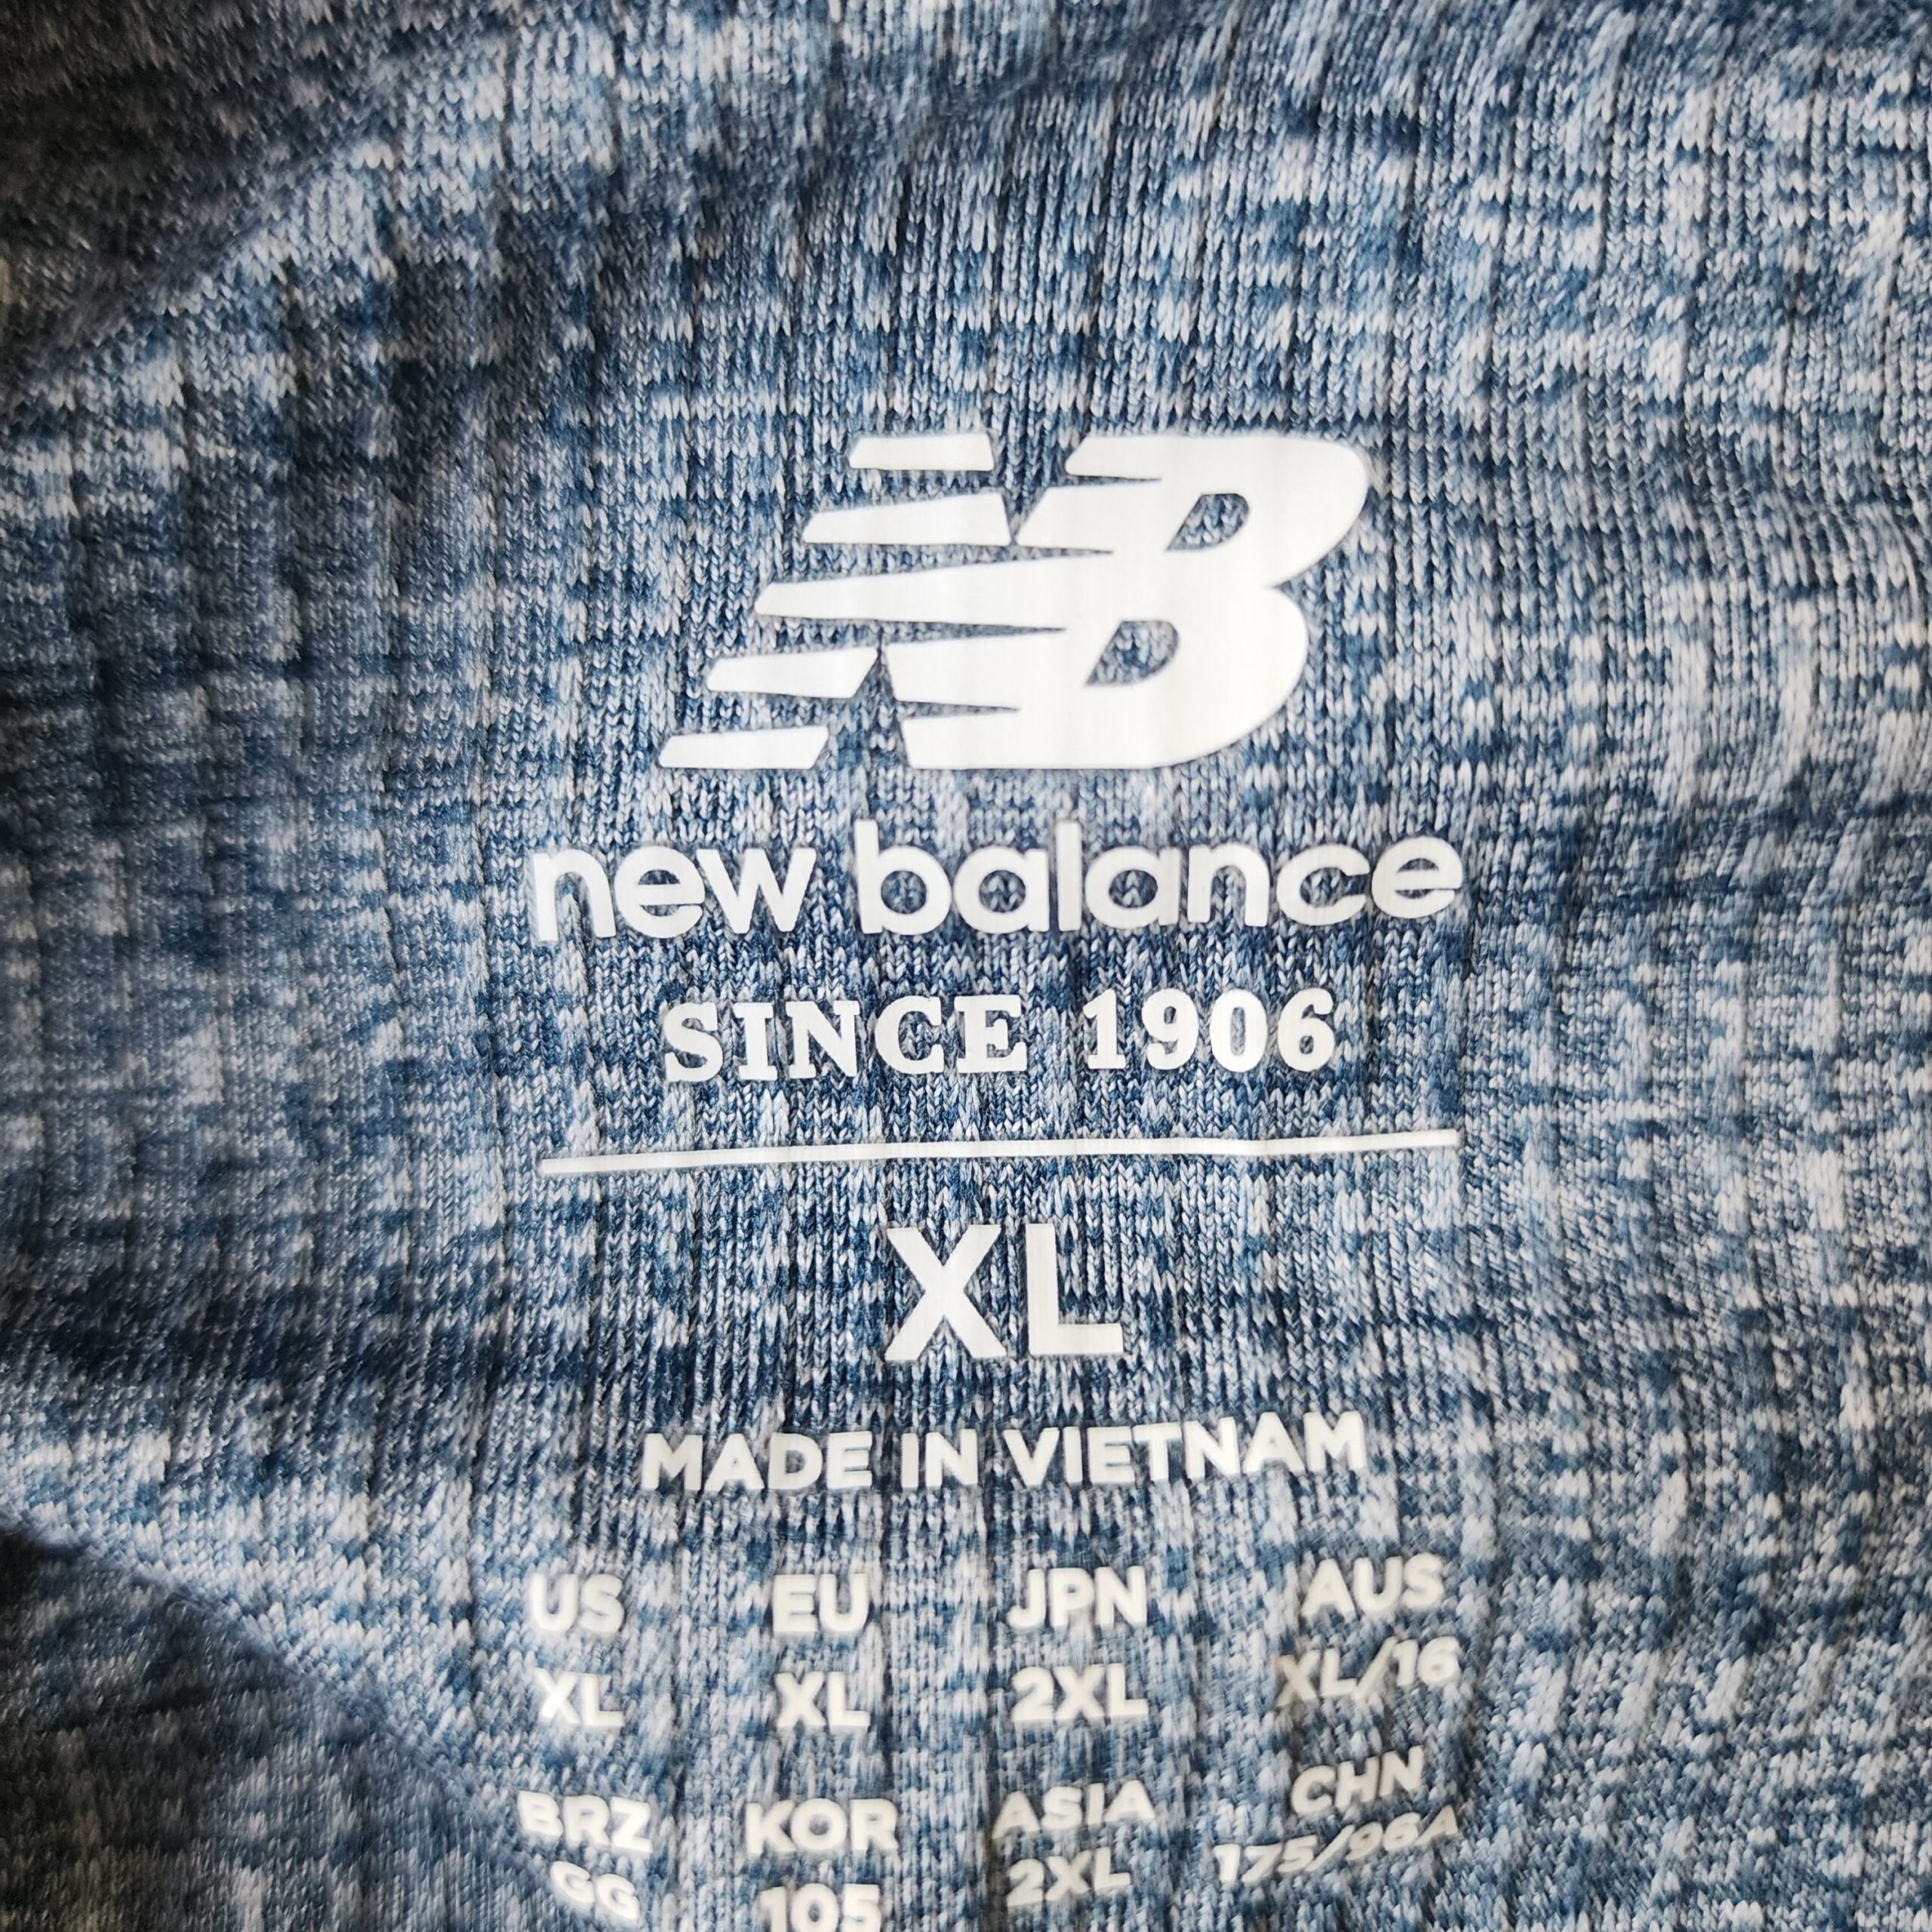 NB
new balance
SINCE 1906
XL
MADE IN VIETNAM
US EU JPN AUS
XL XL 2XL XL/16
BRZ KOR ASIA CHN
GG 105 2XL 175/96A